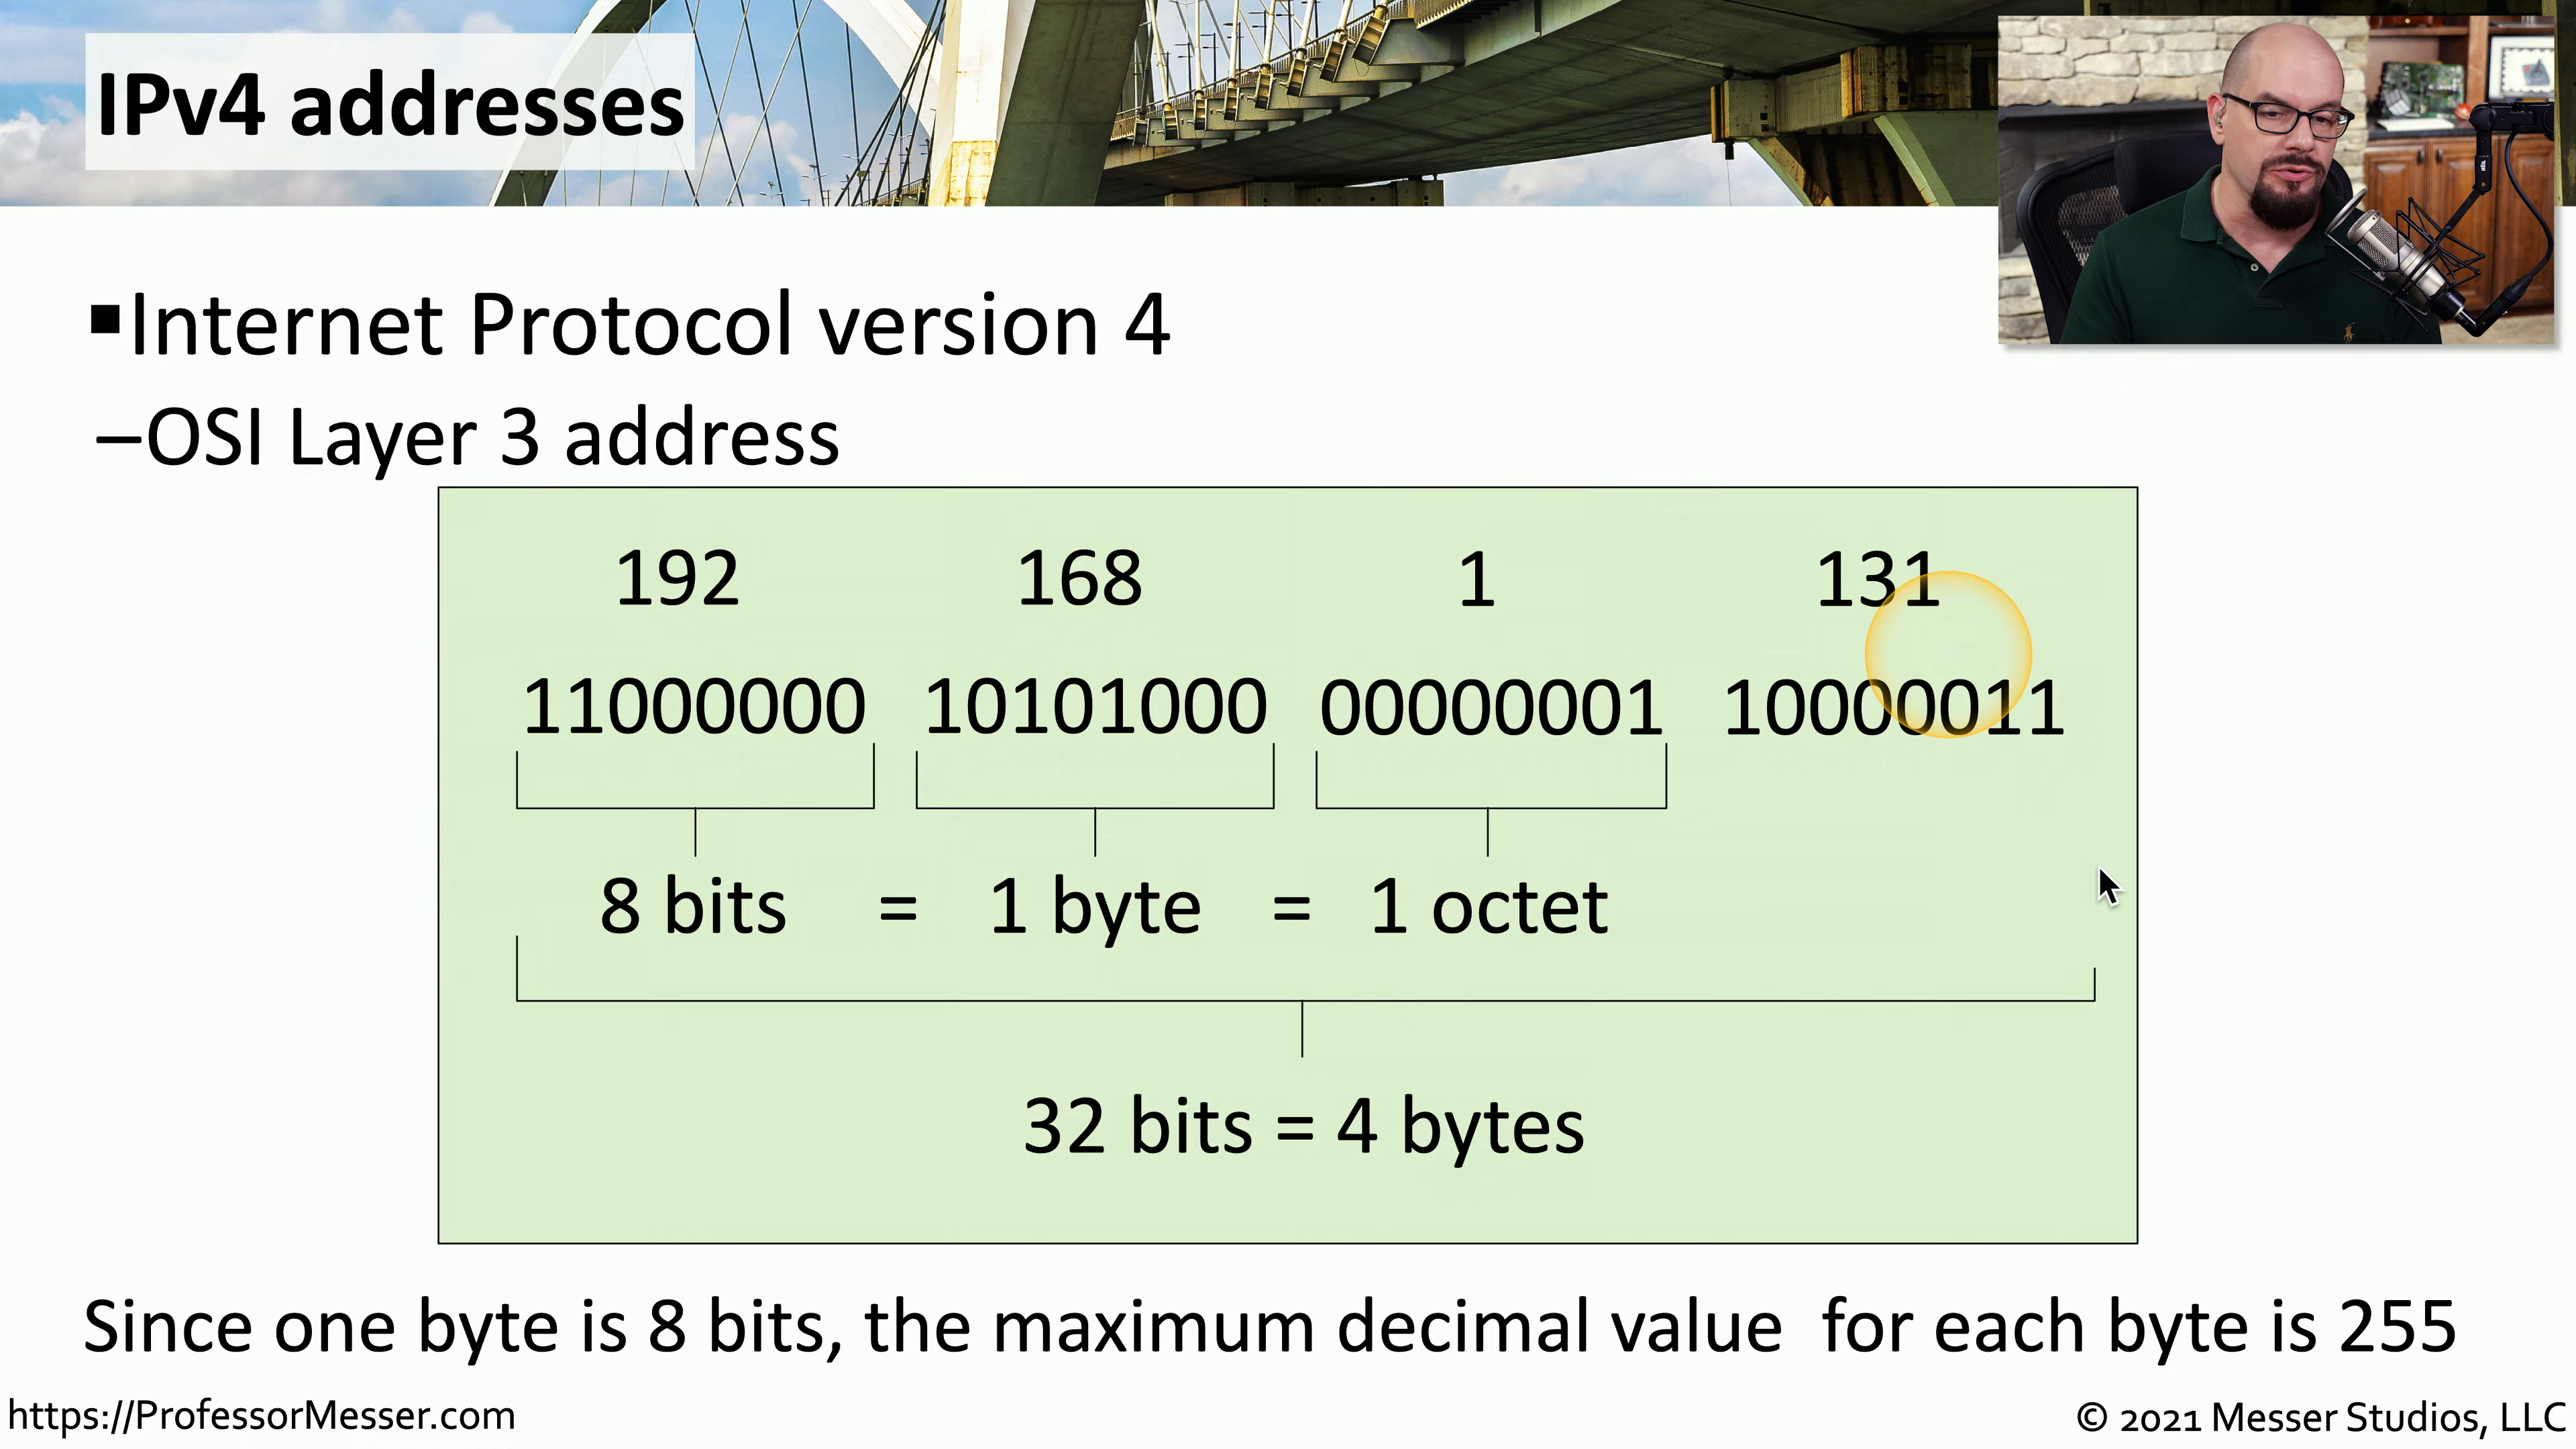 IPv4 addresses
▪Internet Protocol version 4
–OSI Layer 3 address
192 168 1 131
11000000 10101000 00000001 10000011
8 bits = 1 byte = 1 octet
32 bits = 4 bytes
Since one byte is 8 bits, the maximum decimal value  for each byte is 255
https://ProfessorMesser.com
© 2021 Messer Studios, LLC